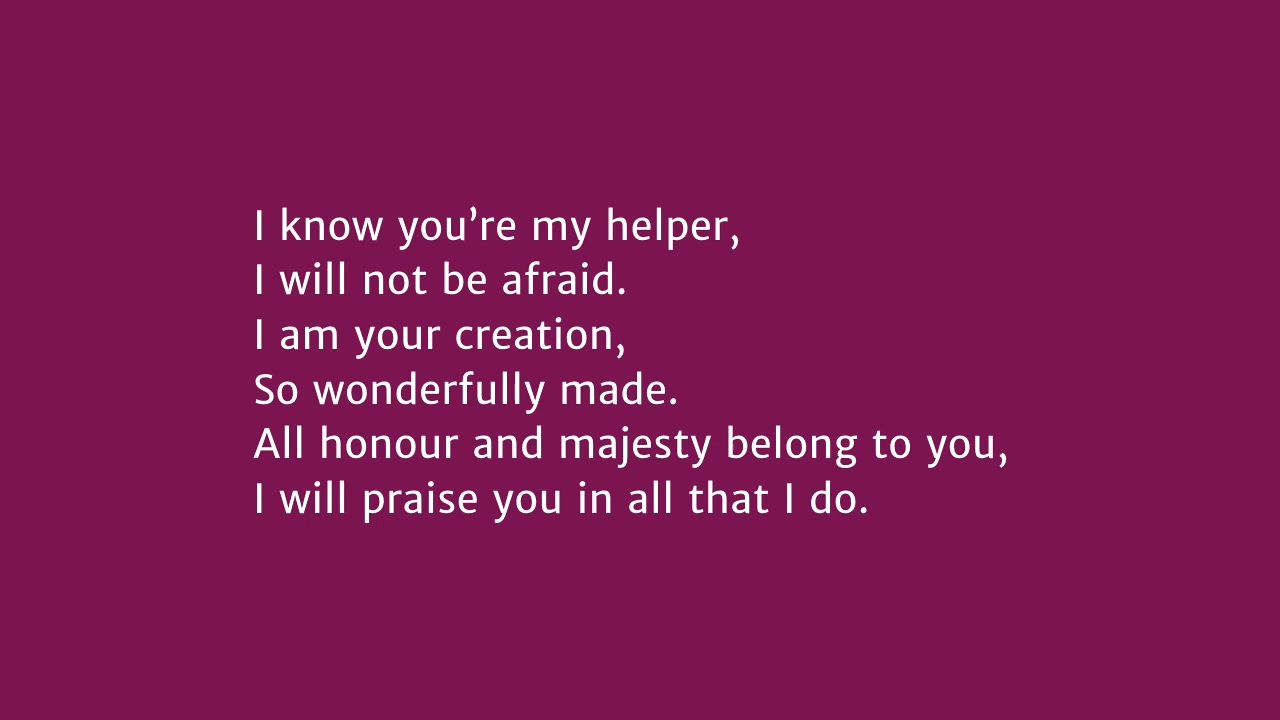 I know you’re my helper,
I will not be afraid.
I am your creation,
So wonderfully made.
All honour and majesty belong to you,
I will praise you in all that I do.